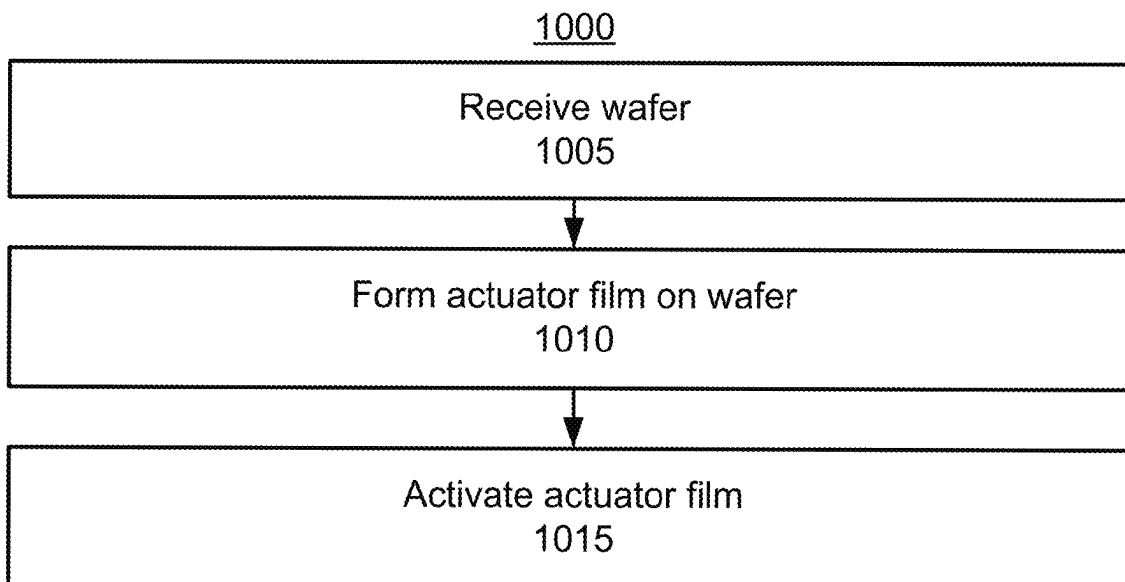 1000
Receive wafer
1005
Form actuator film on wafer
1010
Activate actuator film
1015